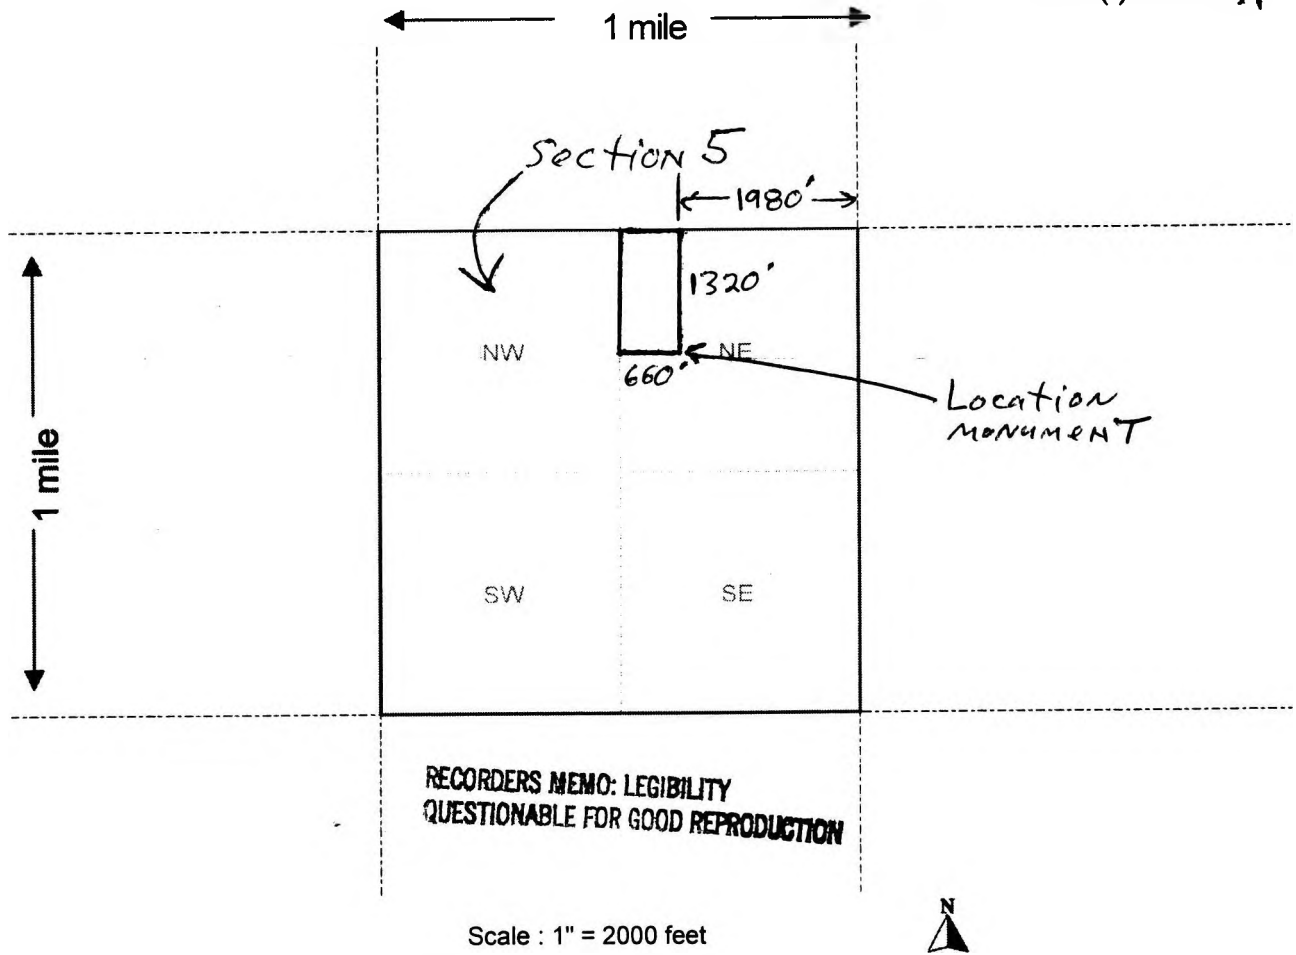 1 mile
Section 5
1980'
1320'
NW
NE
660'
Location
MONUMENT
1 mile
SW
SE
RECORDERS MEMO: LEGIBILITY
QUESTIONABLE FOR GOOD REPRODUCTION
N
Scale : 1" = 2000 feet